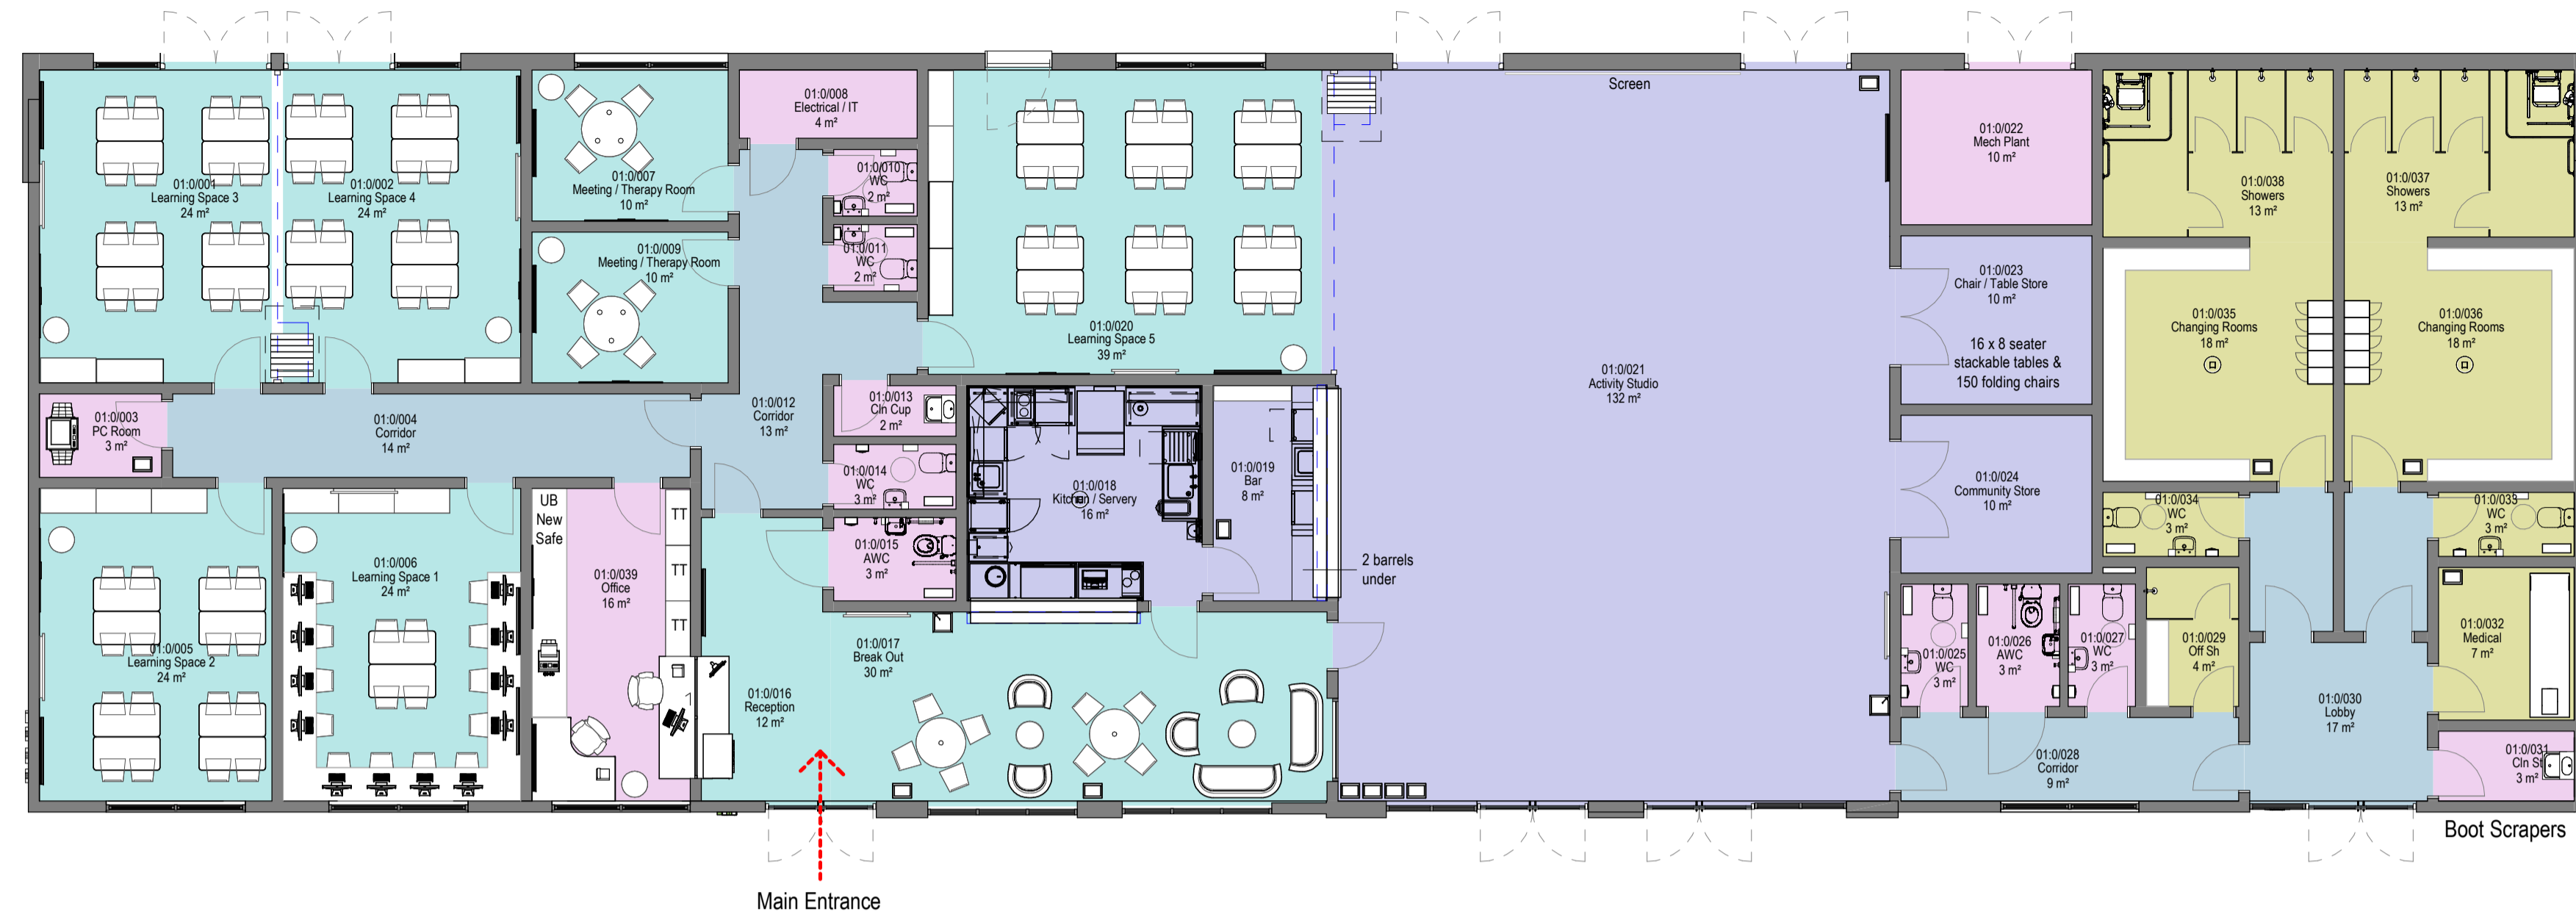 Screen
01:0/001
Learning Space 3
24 m²
01:0/002
Learning Space 4
24 m²
01:0/007
Meeting / Therapy Room
10 m²
01:0/008
Electrical / IT
4 m²
01:0/010
WC
2 m²
01:0/009
Meeting / Therapy Room
10 m²
01:0/011
WC
2 m²
01:0/020
Learning Space 5
39 m²
01:0/021
Activity Studio
132 m²
01:0/022
Mech Plant
10 m²
01:0/023
Chair / Table Store
10 m²
16 x 8 seater
stackable tables &
150 folding chairs
01:0/038
Showers
13 m²
01:0/037
Showers
13 m²
01:0/035
Changing Rooms
18 m²
01:0/036
Changing Rooms
18 m²
01:0/003
PC Room
3 m²
01:0/004
Corridor
14 m²
01:0/012
Corridor
13 m²
01:0/013
Cln Cup
2 m²
01:0/014
WC
3 m²
01:0/015
AWC
3 m²
01:0/018
Kitchen / Servery
16 m²
01:0/019
Bar
8 m²
2 barrels
under
01:0/024
Community Store
10 m²
01:0/034
WC
3 m²
01:0/033
WC
3 m²
01:0/005
Learning Space 2
24 m²
01:0/006
Learning Space 1
24 m²
UB
New
Safe
TT
TT
TT
01:0/039
Office
16 m²
01:0/016
Reception
12 m²
01:0/017
Break Out
30 m²
01:0/025
WC
3 m²
01:0/026
AWC
3 m²
01:0/027
WC
3 m²
01:0/029
Off Sh
4 m²
01:0/028
Corridor
9 m²
01:0/030
Lobby
17 m²
01:0/032
Medical
7 m²
01:0/031
Cln St
3 m²
Boot Scrapers
Main Entrance